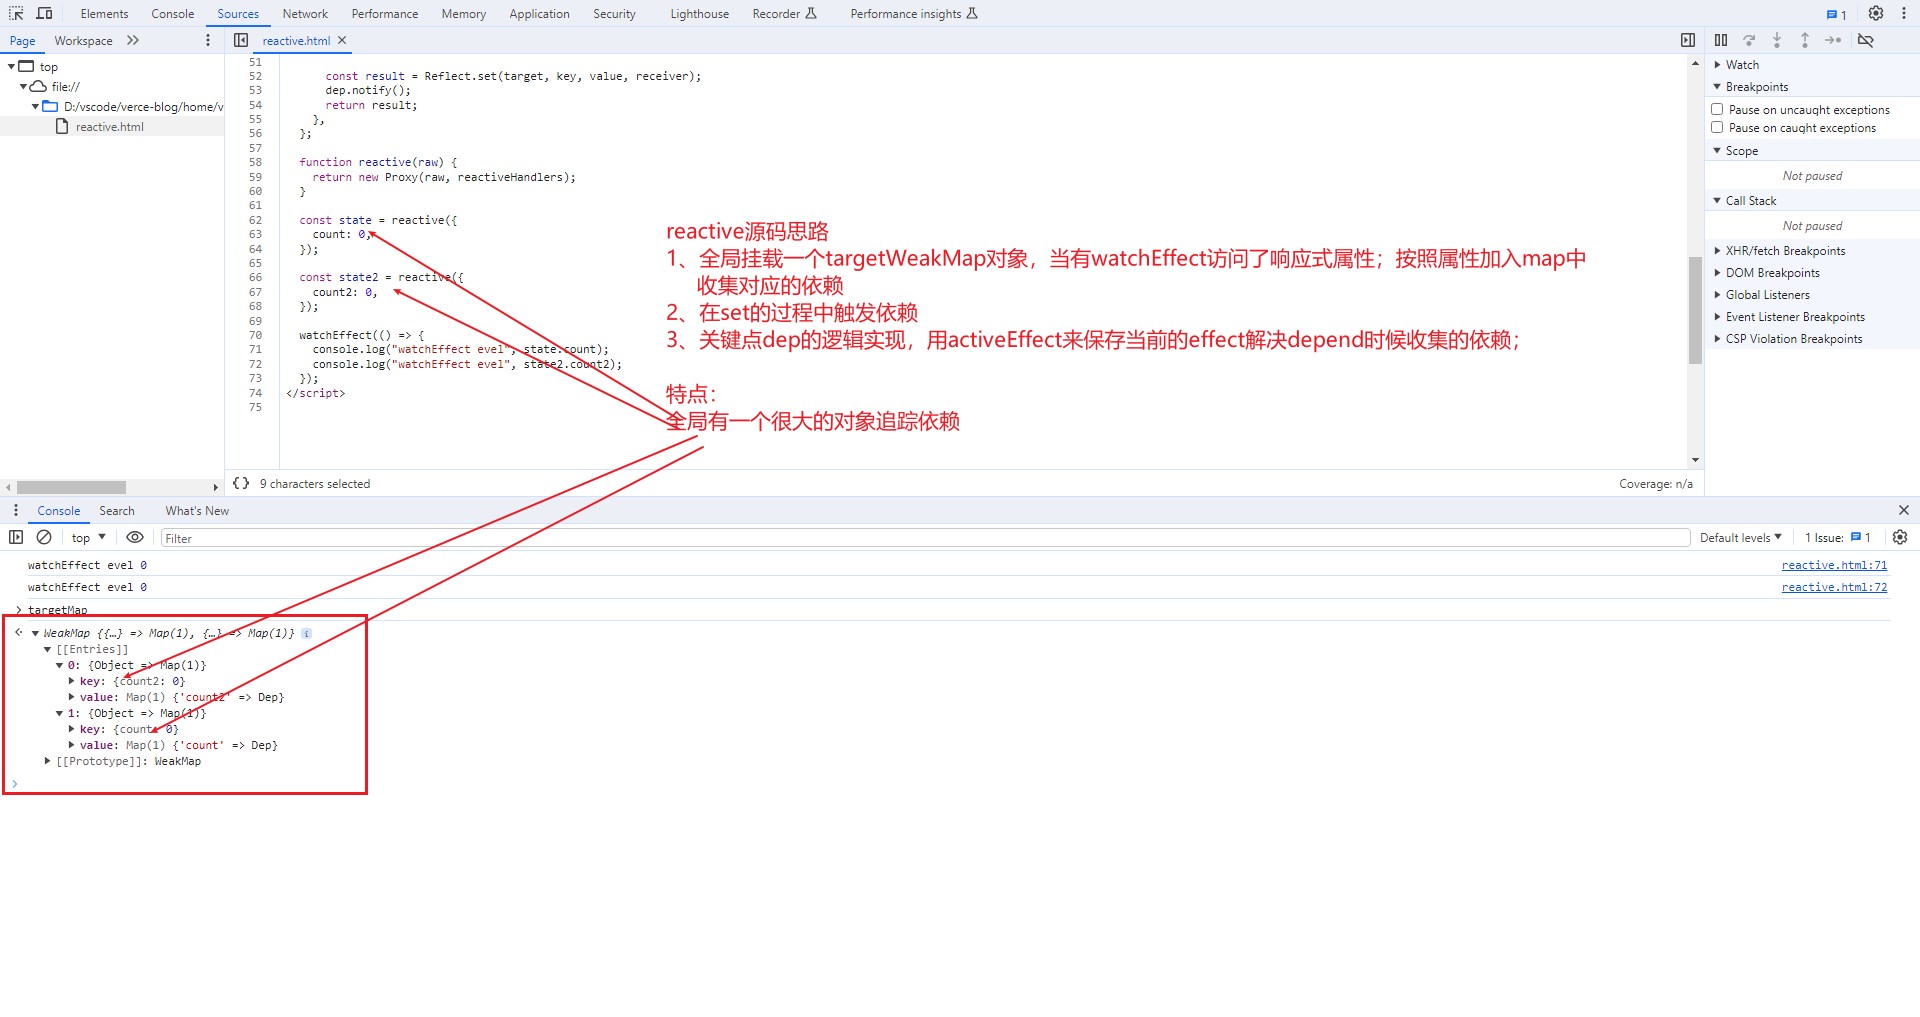 Elements Console Sources Network Performance Memory Application Security Lighthouse Recorder Performance insights 1
Page Workspace reactive.html
top
file://
D:/vscode/verce-blog/home/v
reactive.html
51
52 const result = Reflect.set(target, key, value, receiver);
53 dep.notify();
54 return result;
55 },
56 };
57
58 function reactive(raw) {
59 return new Proxy(raw, reactiveHandlers);
60 }
61
62 const state = reactive({
63 count: 0,
64 });
65
66 const state2 = reactive({
67 count2: 0,
68 });
69
70 watchEffect(() => {
71 console.log("watchEffect evel", state.count);
72 console.log("watchEffect evel", state2.count2);
73 });
74 </script>
75
reactive源码思路
1、全局挂载一个targetWeakMap对象，当有watchEffect访问了响应式属性；按照属性加入map中
收集对应的依赖
2、在set的过程中触发依赖
3、关键点dep的逻辑实现，用activeEffect来保存当前的effect解决depend时候收集的依赖；
特点：
全局有一个很大的对象追踪依赖
{} 9 characters selected
Coverage: n/a
Watch
Breakpoints
Pause on uncaught exceptions
Pause on caught exceptions
Scope
Not paused
Call Stack
Not paused
XHR/fetch Breakpoints
DOM Breakpoints
Global Listeners
Event Listener Breakpoints
CSP Violation Breakpoints
Console Search What's New
top Filter Default levels 1 Issue: 1
watchEffect evel 0 reactive.html:71
watchEffect evel 0 reactive.html:72
> targetMap
WeakMap {{…} => Map(1), {…} => Map(1)} i
[[Entries]]
0: {Object => Map(1)}
key: {count2: 0}
value: Map(1) {'count2' => Dep}
1: {Object => Map(1)}
key: {count: 0}
value: Map(1) {'count' => Dep}
[[Prototype]]: WeakMap
>